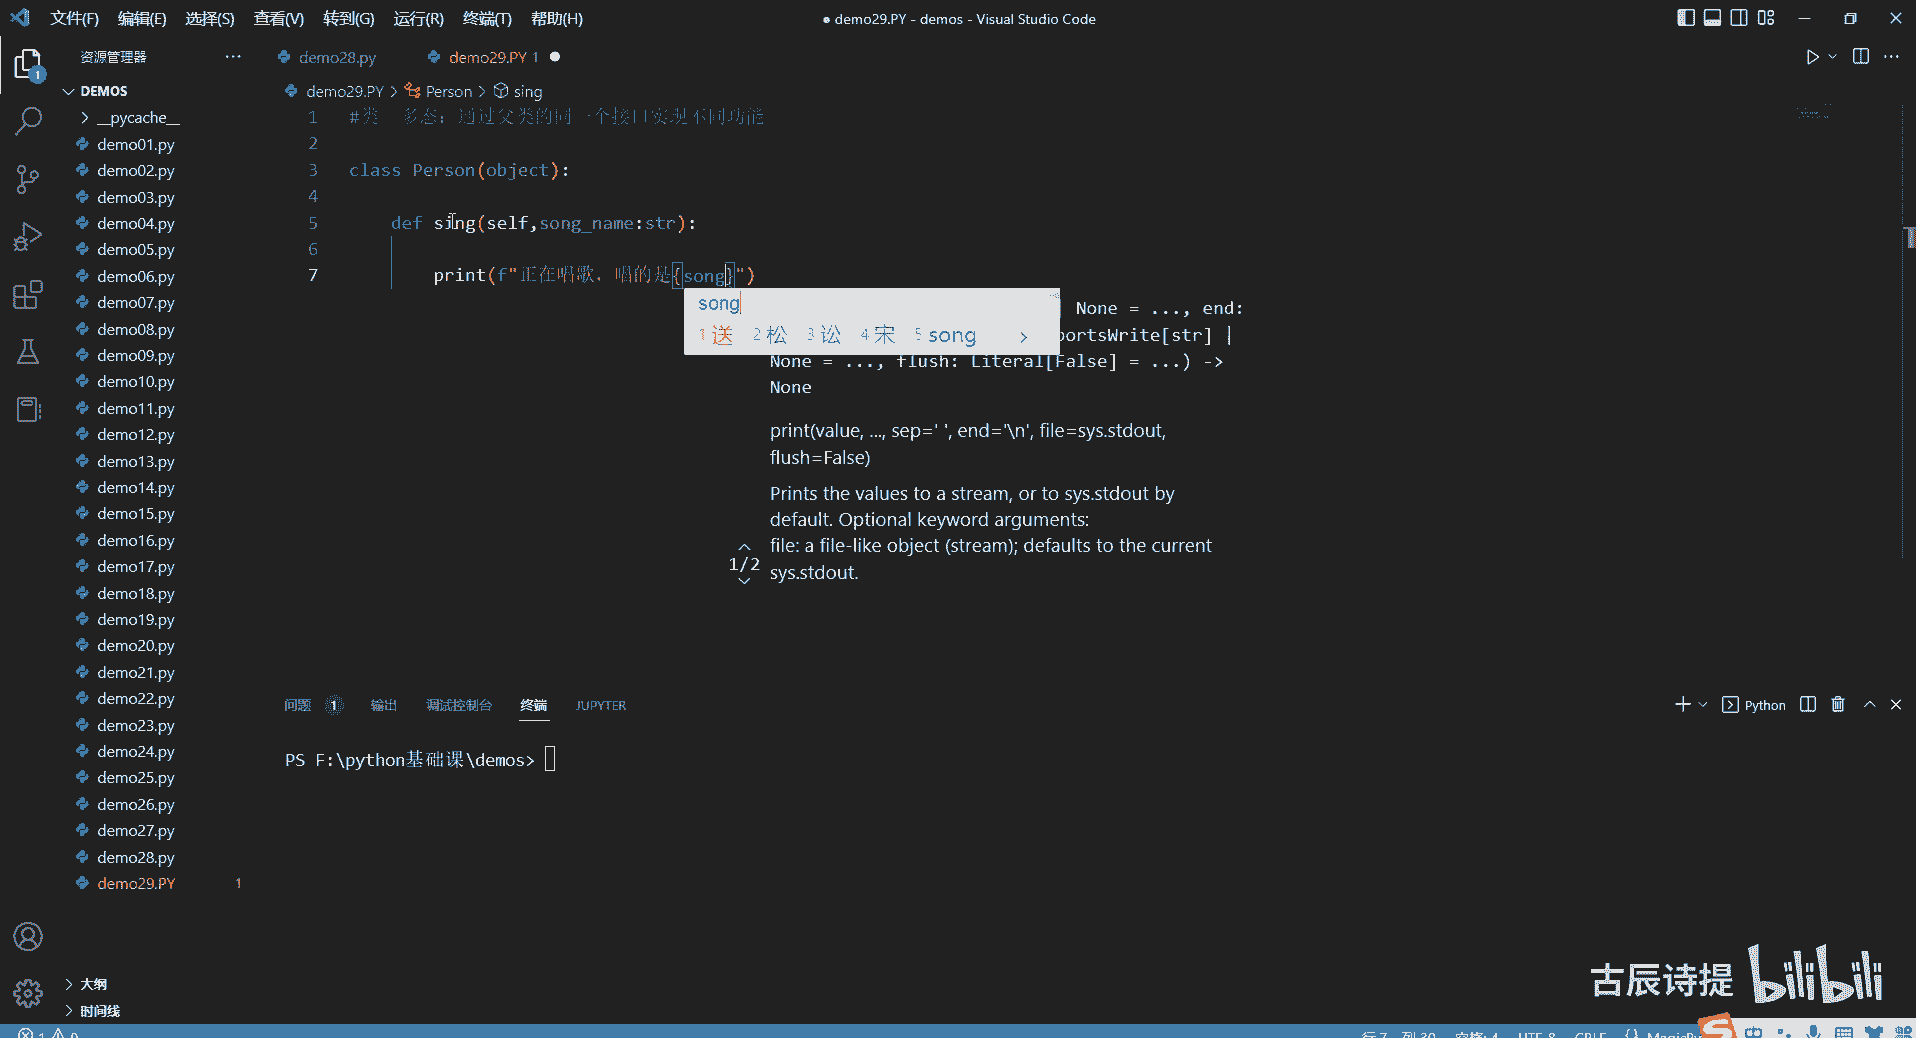 文件(F) 编辑(E) 选择(S) 查看(V) 转到(G) 运行(R) 终端(T) 帮助(H)
● demo29.PY - demos - Visual Studio Code
资源管理器 ···
demo28.py
demo29.PY 1 ●
1
DEMOS
demo29.PY > Person > sing
__pycache__
demo01.py
demo02.py
demo03.py
demo04.py
demo05.py
demo06.py
demo07.py
demo08.py
demo09.py
demo10.py
demo11.py
demo12.py
demo13.py
demo14.py
demo15.py
demo16.py
demo17.py
demo18.py
demo19.py
demo20.py
demo21.py
demo22.py
demo23.py
demo24.py
demo25.py
demo26.py
demo27.py
demo28.py
demo29.PY 1
大纲
时间线
1 #类 多态：通过父类的同一个接口实现不同功能
2
3 class Person(object):
4
5 def sing(self,song_name:str):
6
7 print(f"正在唱歌，唱的是{song}")
song
1 送 2 松 3 讼 4 宋 5 song >
None = ..., end:
portsWrite[str] |
None = ..., flush: Literal[False] = ...) ->
None
print(value, ..., sep=' ', end='\n', file=sys.stdout,
flush=False)
Prints the values to a stream, or to sys.stdout by
default. Optional keyword arguments:
file: a file-like object (stream); defaults to the current
sys.stdout.
1/2
问题 1 输出 调试控制台 终端 JUPYTER
Python
PS F:\python基础课\demos>
古辰诗提 bilibili
行 7, 列 30 空格: 4 UTF-8 CRLF {} MagicPy